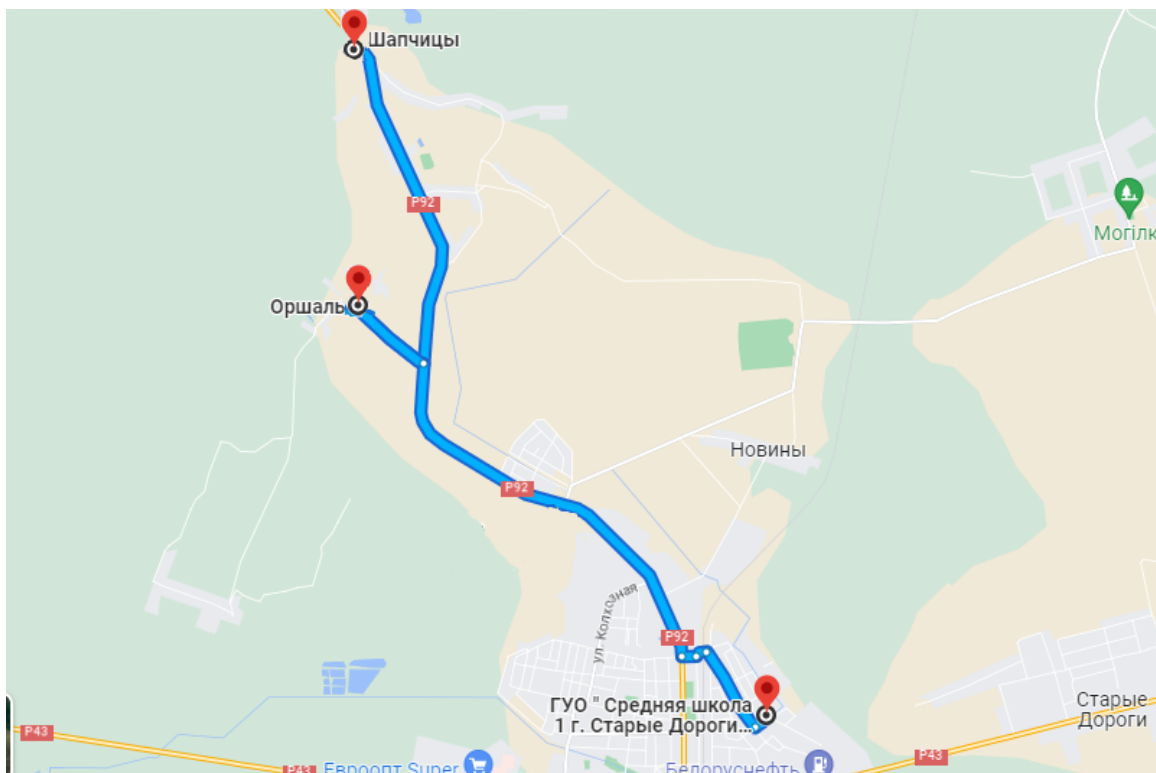 Шапчицы
P92
Могілк
Оршаль
Новины
P92
ул. Колхозная
P92
ГУО " Средняя школа
1 г. Старые Дороги...
Старые
Дороги
P43
P43
P43
Евроопт Super
Белоруснефть